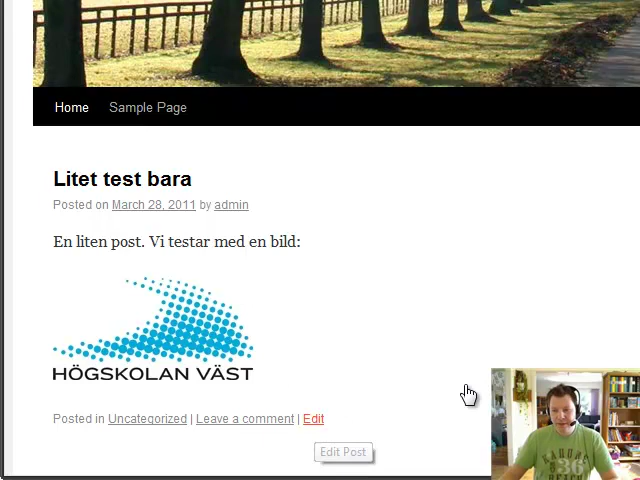 Home Sample Page
Litet test bara
Posted on March 28, 2011 by admin
En liten post. Vi testar med en bild:
HÖGSKOLAN VÄST
Posted in Uncategorized | Leave a comment | Edit
Edit Post
36